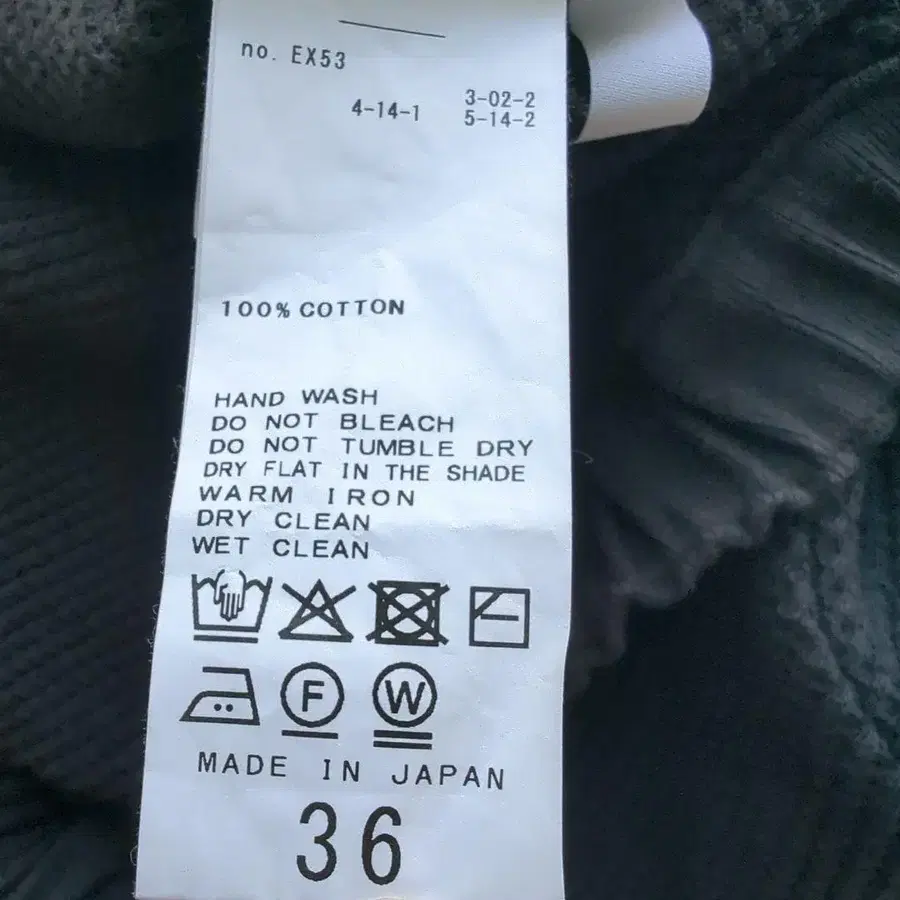 no. EX53
4-14-1 3-02-2
5-14-2
100% COTTON
HAND WASH
DO NOT BLEACH
DO NOT TUMBLE DRY
DRY FLAT IN THE SHADE
WARM IRON
DRY CLEAN
WET CLEAN
F W
MADE IN JAPAN
36